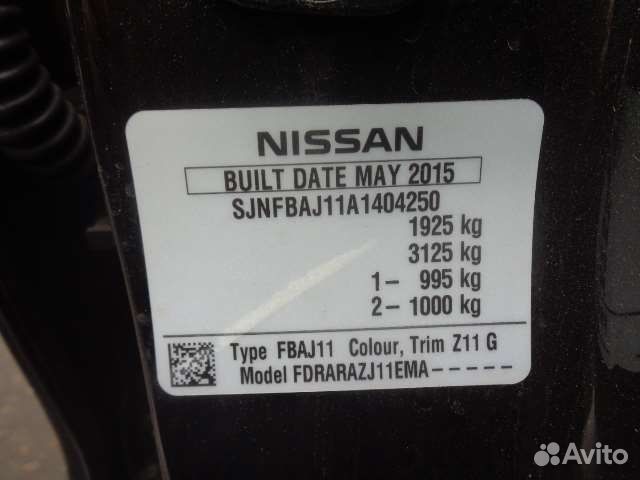 NISSAN
BUILT DATE MAY 2015
SJNFBAJ11A1404250
1925 kg
3125 kg
1– 995 kg
2– 1000 kg
Type FBAJ11 Colour, Trim Z11 G
Model FDRARAZJ11EMA– – – – –
Avito